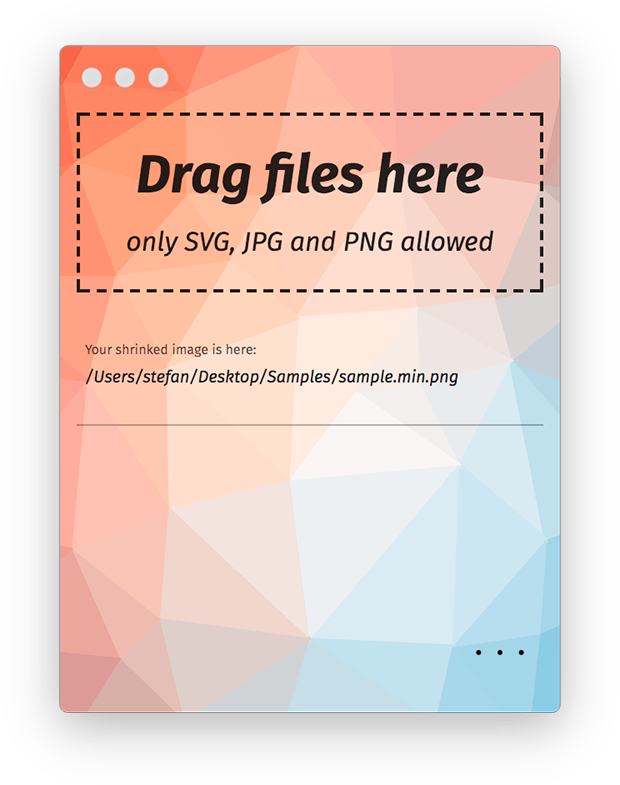 Drag files here
only SVG, JPG and PNG allowed
Your shrinked image is here:
/Users/stefan/Desktop/Samples/sample.min.png